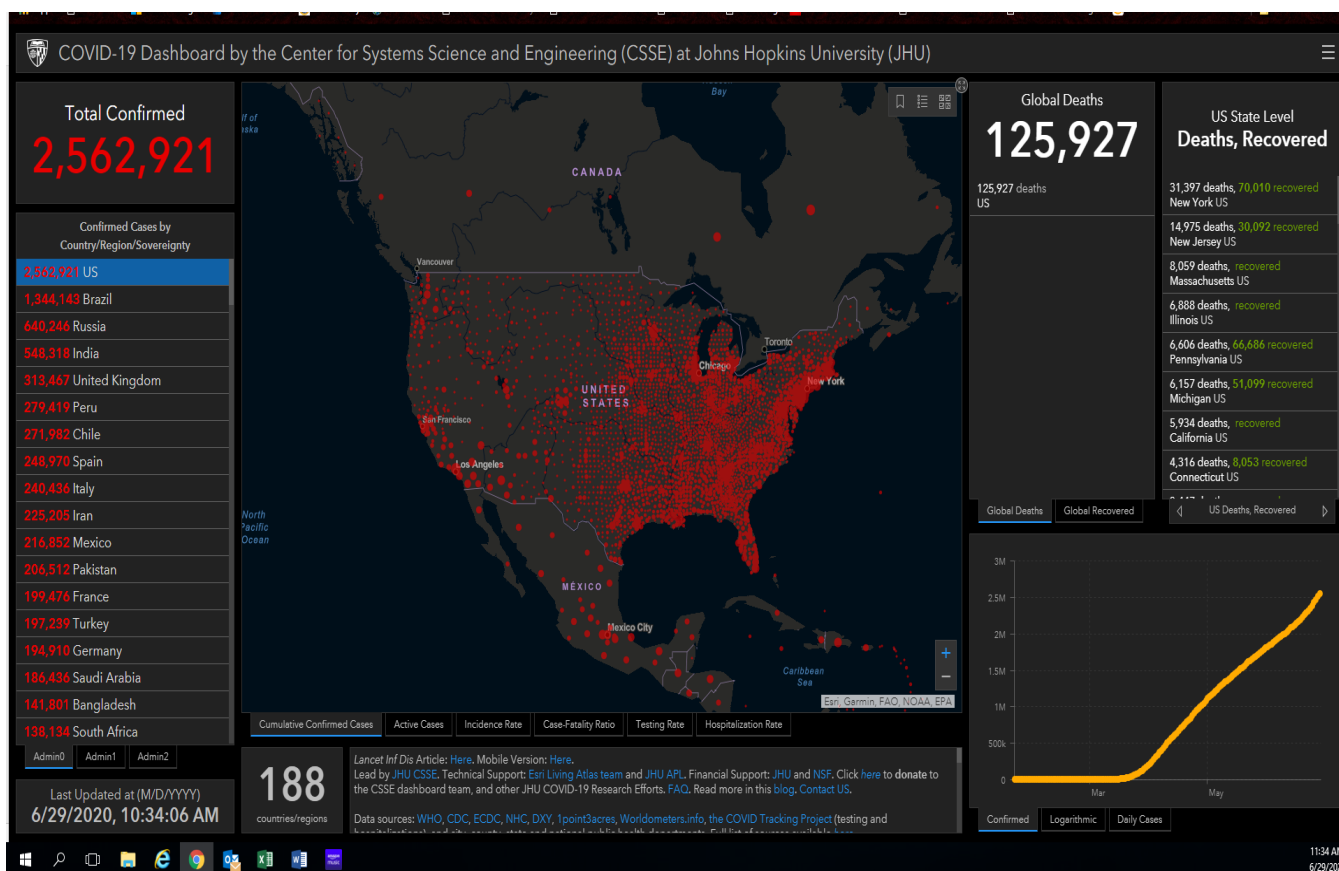 COVID-19 Dashboard by the Center for Systems Science and Engineering (CSSE) at Johns Hopkins University (JHU)
Total Confirmed
2,562,921
Confirmed Cases by
Country/Region/Sovereignty
2,562,921 US
1,344,143 Brazil
640,246 Russia
548,318 India
313,467 United Kingdom
279,419 Peru
271,982 Chile
248,970 Spain
240,436 Italy
225,205 Iran
216,852 Mexico
206,512 Pakistan
199,476 France
197,239 Turkey
194,910 Germany
186,436 Saudi Arabia
141,801 Bangladesh
138,134 South Africa
Admin0 Admin1 Admin2
Last Updated at (M/D/YYYY)
6/29/2020, 10:34:06 AM
Bay
lf of
CANADA
Vancouver
Toronto
Chicago
New York
UNITED
STATES
San Francisco
Los Angeles
North
Pacific
Ocean
MÉXICO
Mexico City
Caribbean
Sea
+
−
Esri, Garmin, FAO, NOAA, EPA
Cumulative Confirmed Cases Active Cases Incidence Rate Case-Fatality Ratio Testing Rate Hospitalization Rate
188
countries/regions
Lancet Inf Dis Article: Here. Mobile Version: Here.
Lead by JHU CSSE. Technical Support: Esri Living Atlas team and JHU APL. Financial Support: JHU and NSF. Click here to donate to
the CSSE dashboard team, and other JHU COVID-19 Research Efforts. FAQ. Read more in this blog. Contact US.
Data sources: WHO, CDC, ECDC, NHC, DXY, 1point3acres, Worldometers.info, the COVID Tracking Project (testing and
Global Deaths
125,927
125,927 deaths
US
Global Deaths Global Recovered
US State Level
Deaths, Recovered
31,397 deaths, 70,010 recovered
New York US
14,975 deaths, 30,092 recovered
New Jersey US
8,059 deaths, recovered
Massachusetts US
6,888 deaths, recovered
Illinois US
6,606 deaths, 66,686 recovered
Pennsylvania US
6,157 deaths, 51,099 recovered
Michigan US
5,934 deaths, recovered
California US
4,316 deaths, 8,053 recovered
Connecticut US
US Deaths, Recovered
3M
2.5M
2M
1.5M
1M
500k
0
Mar May
Confirmed Logarithmic Daily Cases
amazon
music
11:34 AM
6/29/20